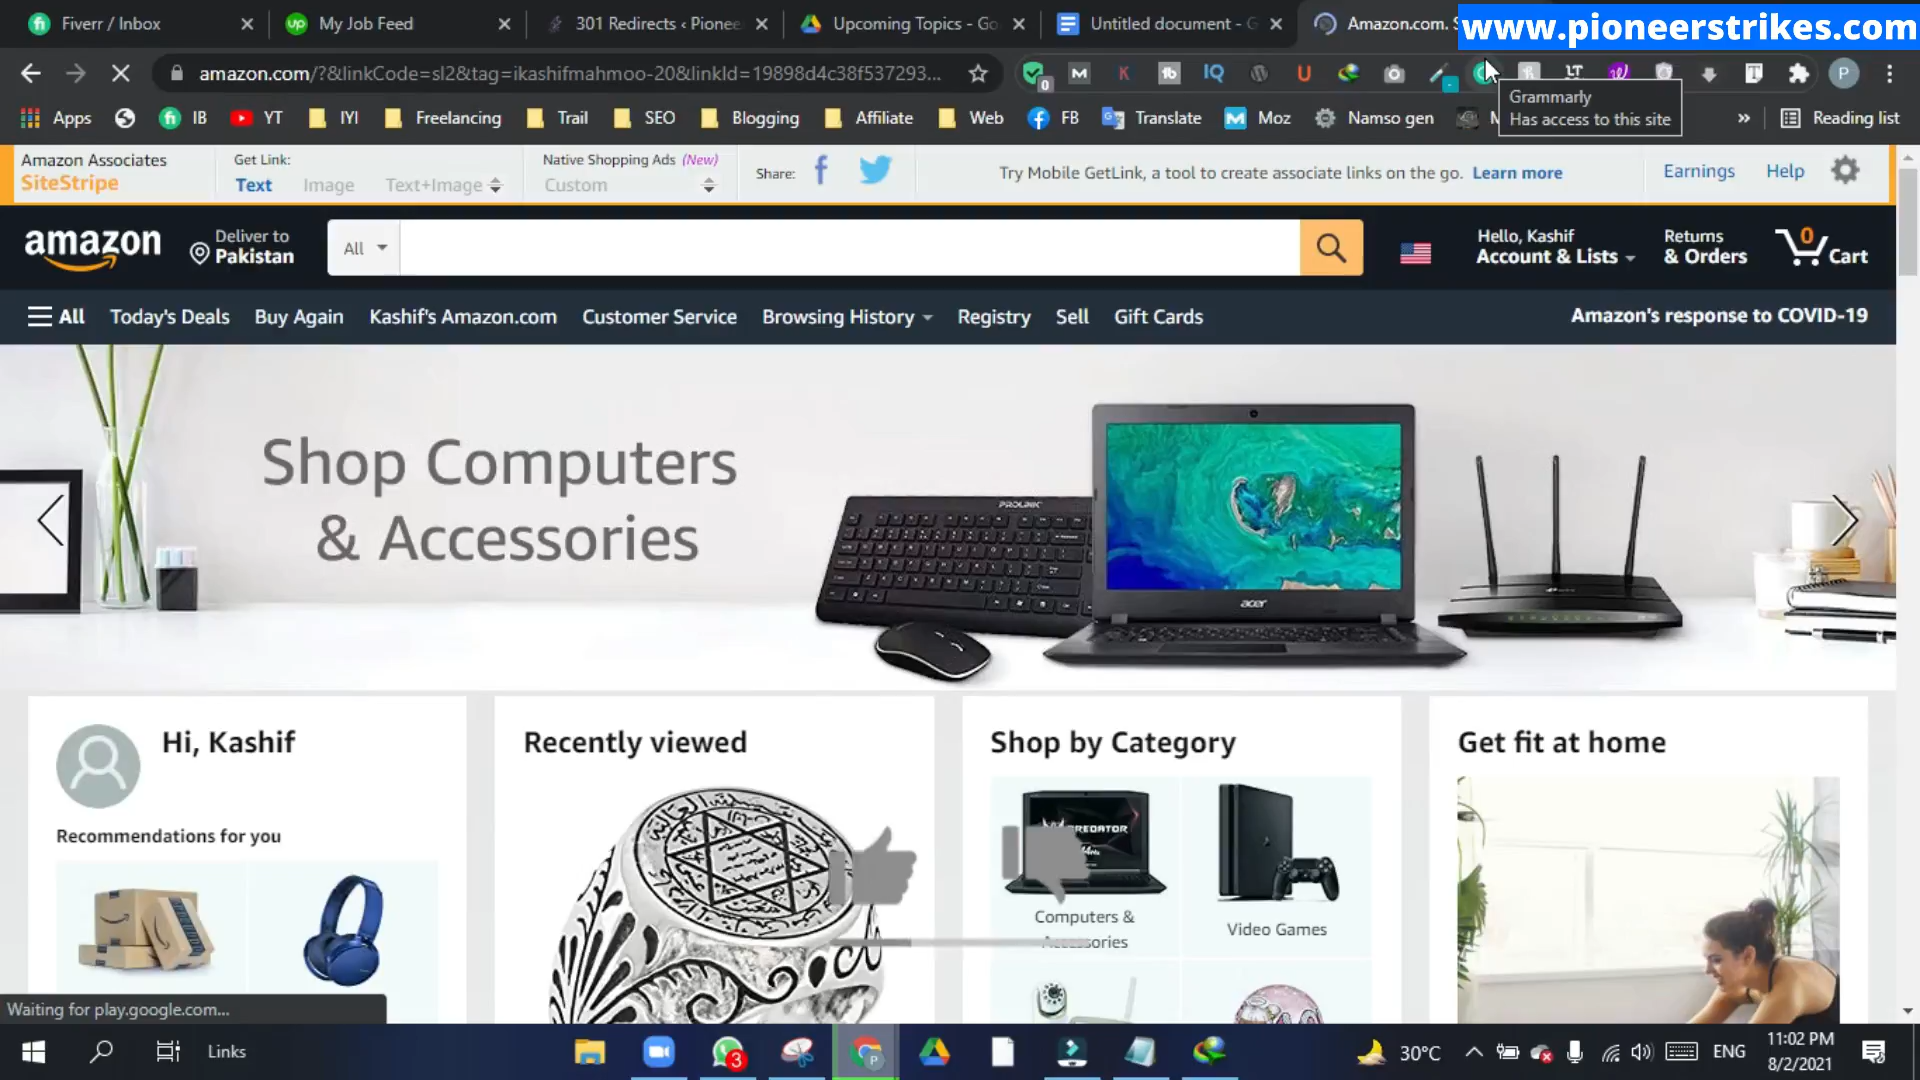 Fiverr / Inbox
My Job Feed
301 Redirects ‹ Pionee
Upcoming Topics - Go
Untitled document - G
Amazon.com. S
www.pioneerstrikes.com
amazon.com/?&linkCode=sl2&tag=ikashifmahmoo-20&linkId=19898d4c38f537293...
Grammarly
Has access to this site
Apps
IB
YT
IYI
Freelancing
Trail
SEO
Blogging
Affiliate
Web
FB
Translate
Moz
Namso gen
»
Reading list
Amazon Associates
SiteStripe
Get Link:
Text
Image
Text+Image
Native Shopping Ads (New)
Custom
Share:
Try Mobile GetLink, a tool to create associate links on the go. Learn more
Earnings
Help
amazon
Deliver to
Pakistan
All
Hello, Kashif
Account & Lists
Returns
& Orders
0
Cart
All
Today's Deals
Buy Again
Kashif's Amazon.com
Customer Service
Browsing History
Registry
Sell
Gift Cards
Amazon's response to COVID-19
Shop Computers
& Accessories
PROLINK
acer
Hi, Kashif
Recommendations for you
Recently viewed
Shop by Category
PREDATOR
Computers &
Accessories
Video Games
Get fit at home
Waiting for play.google.com...
Links
3
30°C
ENG
11:02 PM
8/2/2021